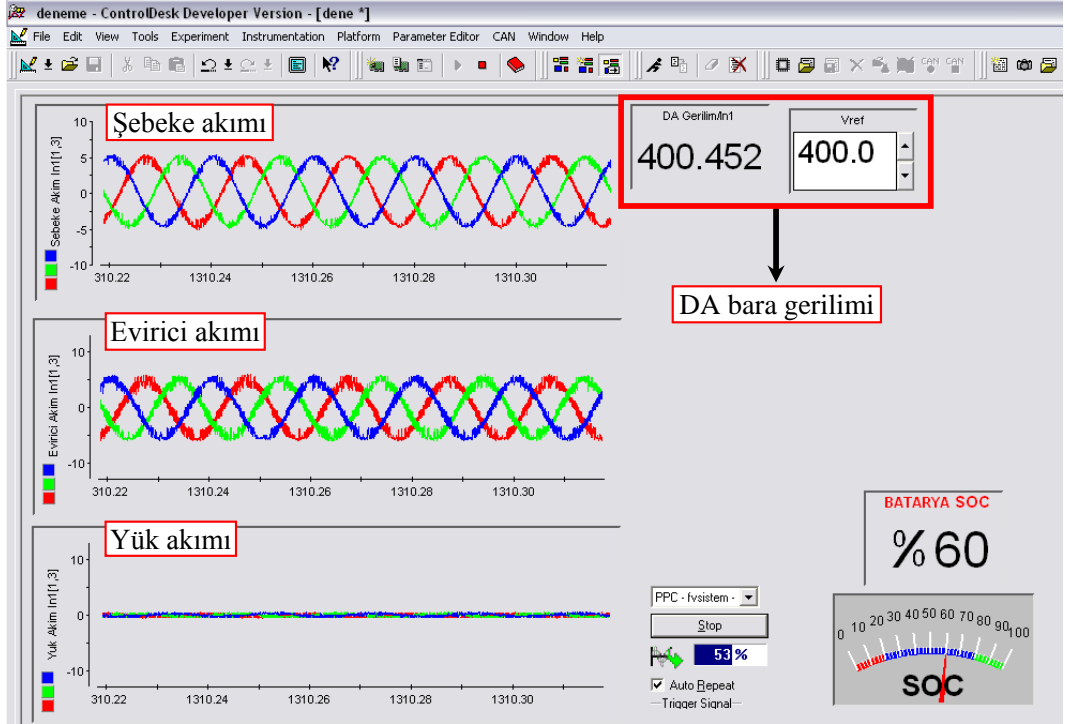 deneme - ControlDesk Developer Version - [dene *]
File Edit View Tools Experiment Instrumentation Platform Parameter Editor CAN Window Help
CAN CAN
Şebeke akımı
Sebeke Akim In1[1,3]
10
5
0
-5
-10
310.22 1310.24 1310.26 1310.28 1310.30
DA Gerilim/In1
400.452
Vref
400.0
DA bara gerilimi
Evirici akımı
Evirici Akim In1[1,3]
10
0
-10
310.22 1310.24 1310.26 1310.28 1310.30
Yük akımı
Yuk Akim In1[1,3]
10
0
-10
310.22 1310.24 1310.26 1310.28 1310.30
BATARYA SOC
%60
PPC - fvsistem -
Stop
53 %
Auto Repeat
Trigger Signal
0 10 20 30 40 50 60 70 80 90 100
SOC